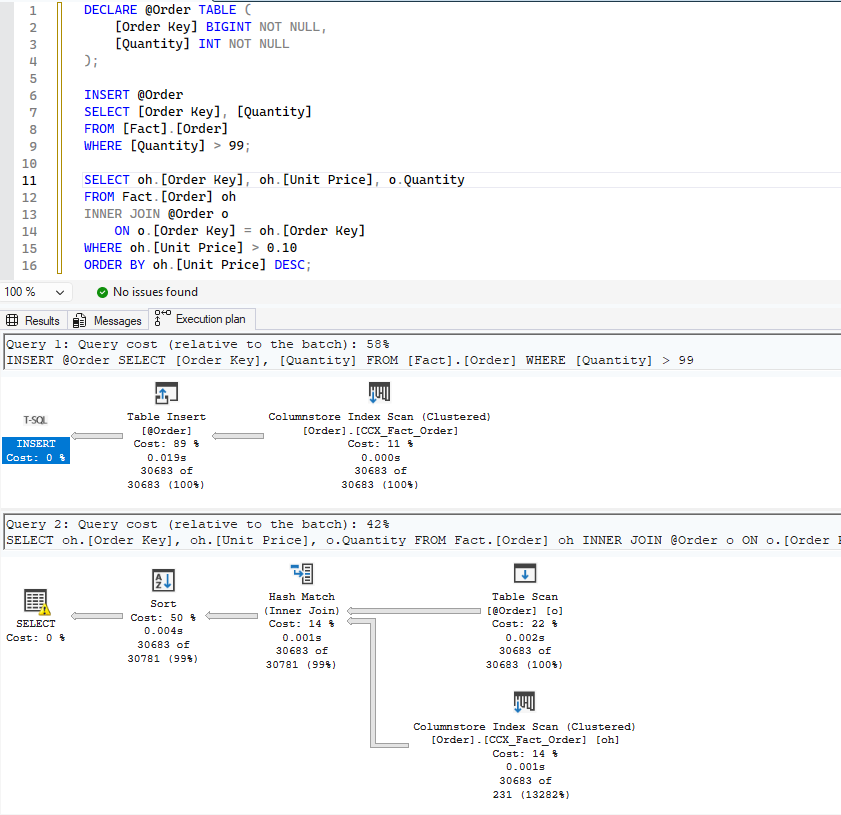 1 DECLARE @Order TABLE (
2 [Order Key] BIGINT NOT NULL,
3 [Quantity] INT NOT NULL
4 );
5
6 INSERT @Order
7 SELECT [Order Key], [Quantity]
8 FROM [Fact].[Order]
9 WHERE [Quantity] > 99;
10
11 SELECT oh.[Order Key], oh.[Unit Price], o.Quantity
12 FROM Fact.[Order] oh
13 INNER JOIN @Order o
14 ON o.[Order Key] = oh.[Order Key]
15 WHERE oh.[Unit Price] > 0.10
16 ORDER BY oh.[Unit Price] DESC;
100 % No issues found
Results Messages Execution plan
Query 1: Query cost (relative to the batch): 58%
INSERT @Order SELECT [Order Key], [Quantity] FROM [Fact].[Order] WHERE [Quantity] > 99
T-SQL
INSERT
Cost: 0 %
Table Insert
[@Order]
Cost: 89 %
0.019s
30683 of
30683 (100%)
Columnstore Index Scan (Clustered)
[Order].[CCX_Fact_Order]
Cost: 11 %
0.000s
30683 of
30683 (100%)
Query 2: Query cost (relative to the batch): 42%
SELECT oh.[Order Key], oh.[Unit Price], o.Quantity FROM Fact.[Order] oh INNER JOIN @Order o ON o.[Order
SELECT
Cost: 0 %
Sort
Cost: 50 %
0.004s
30683 of
30781 (99%)
Hash Match
(Inner Join)
Cost: 14 %
0.001s
30683 of
30781 (99%)
Table Scan
[@Order] [o]
Cost: 22 %
0.002s
30683 of
30683 (100%)
Columnstore Index Scan (Clustered)
[Order].[CCX_Fact_Order] [oh]
Cost: 14 %
0.001s
30683 of
231 (13282%)